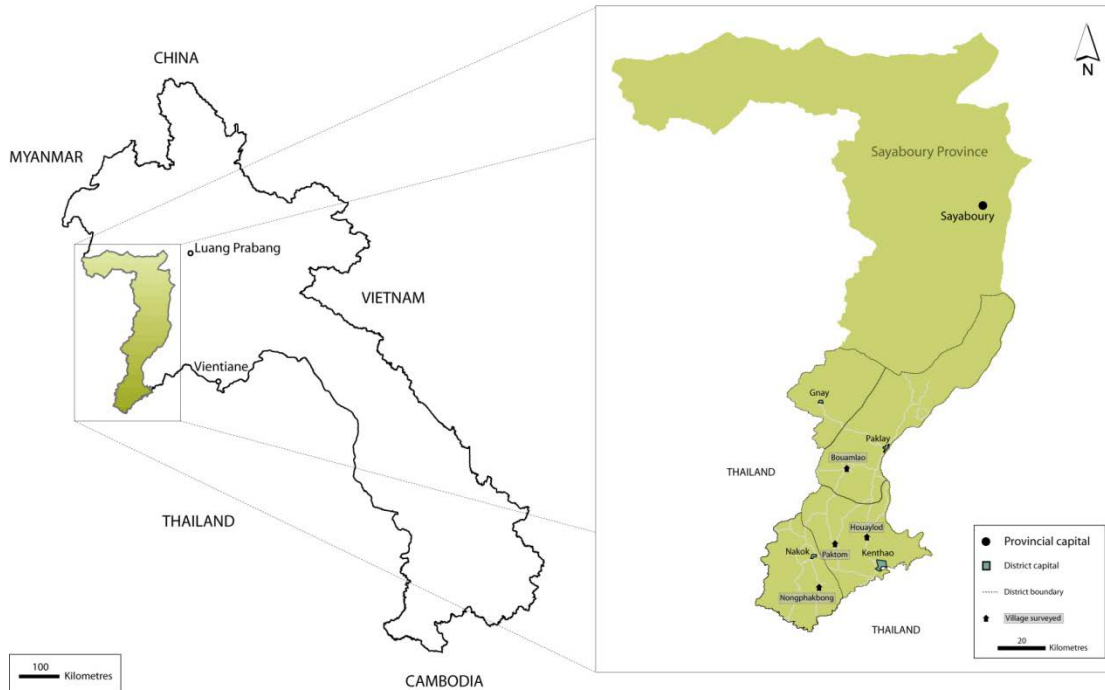 CHINA
MYANMAR
Luang Prabang
VIETNAM
Vientiane
THAILAND
CAMBODIA
100
Kilometres
N
Sayaboury Province
Sayaboury
Gnay
Paklay
Bouamlao
THAILAND
Houaylod
Nakok
Paktom
Kenthao
Nongphakbong
THAILAND
Provincial capital
District capital
District boundary
Village surveyed
20
Kilometres